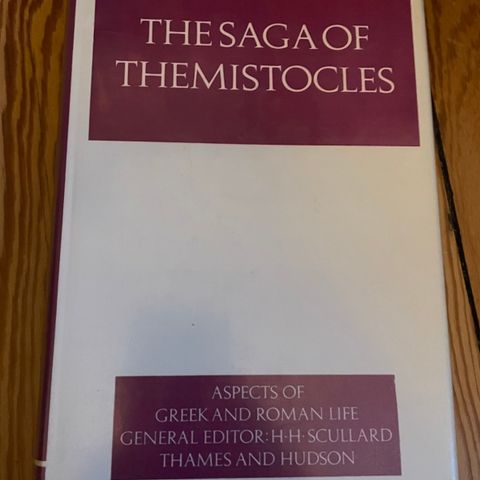 THE SAGA OF
THEMISTOCLES
ASPECTS OF
GREEK AND ROMAN LIFE
GENERAL EDITOR: H·H·SCULLARD
THAMES AND HUDSON